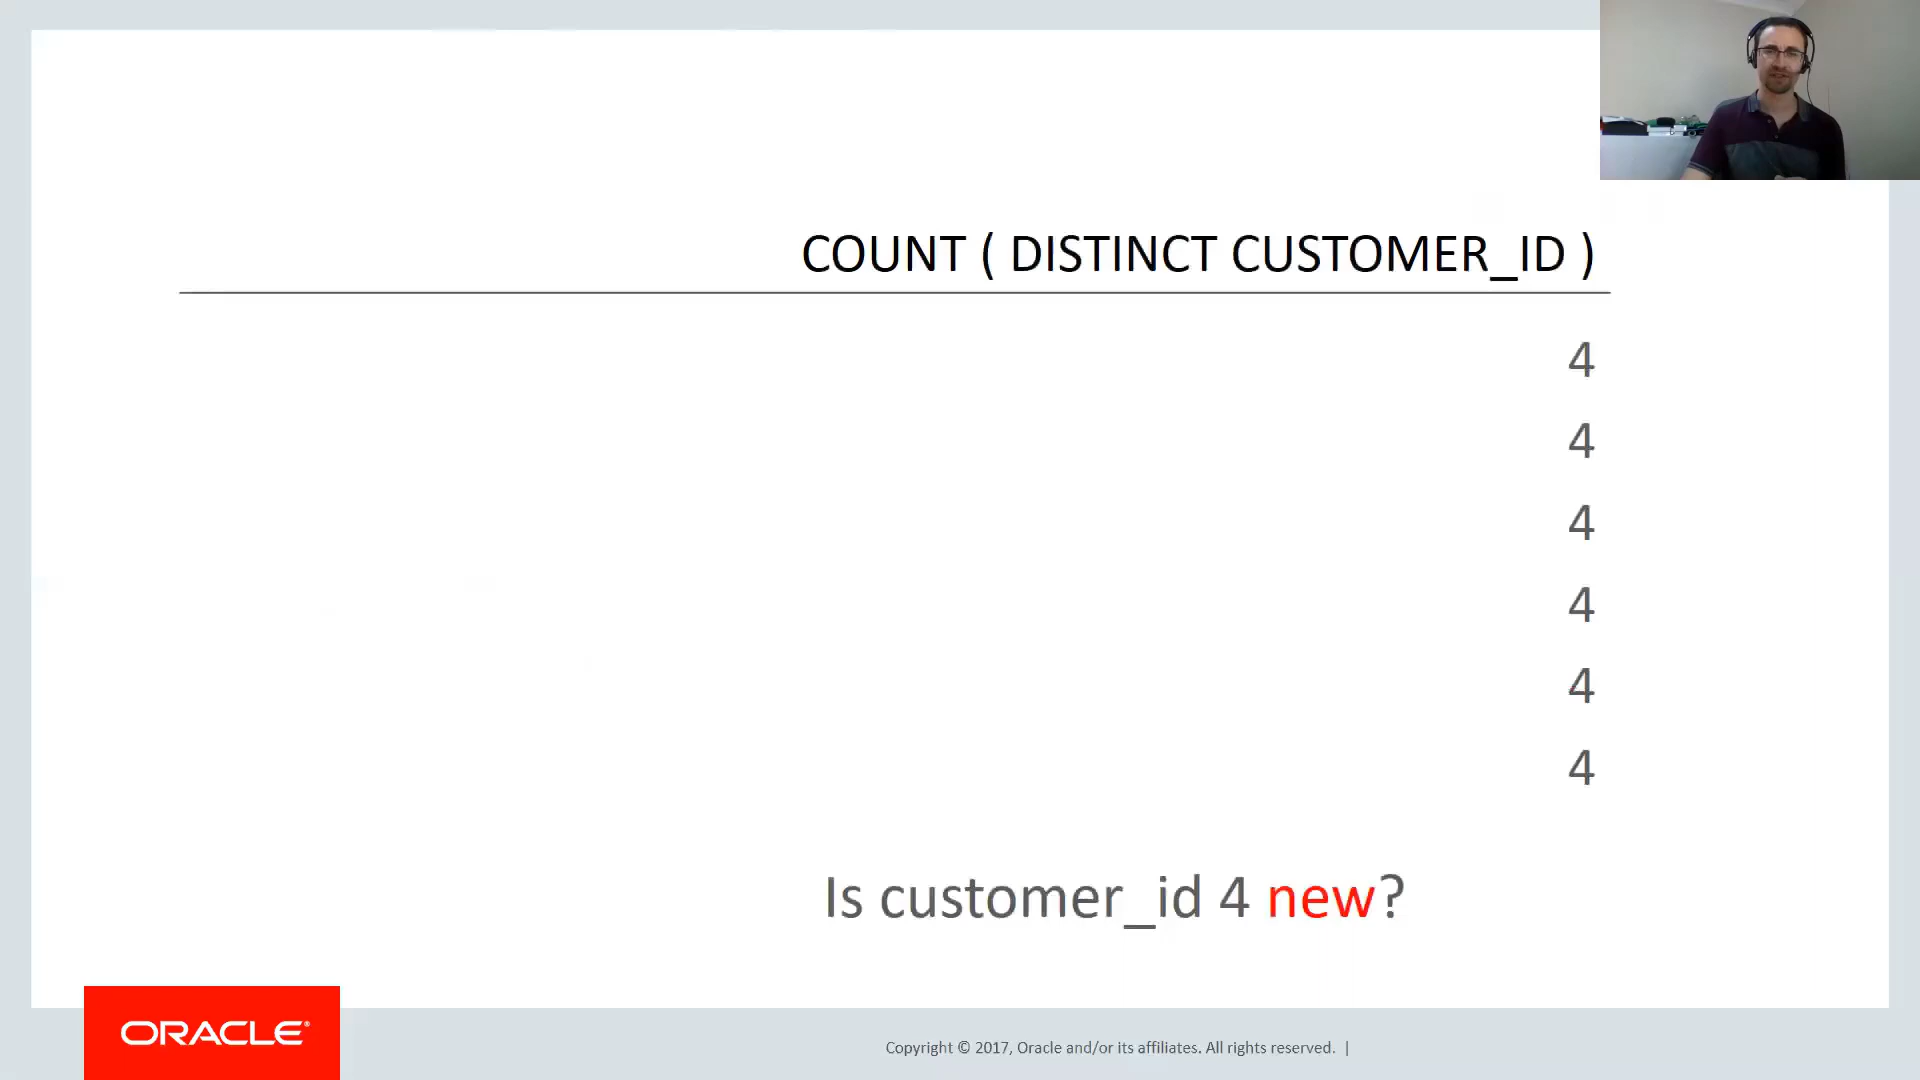 COUNT ( DISTINCT CUSTOMER_ID )
4
4
4
4
4
4
Is customer_id 4 new?
ORACLE®
Copyright © 2017, Oracle and/or its affiliates. All rights reserved. |